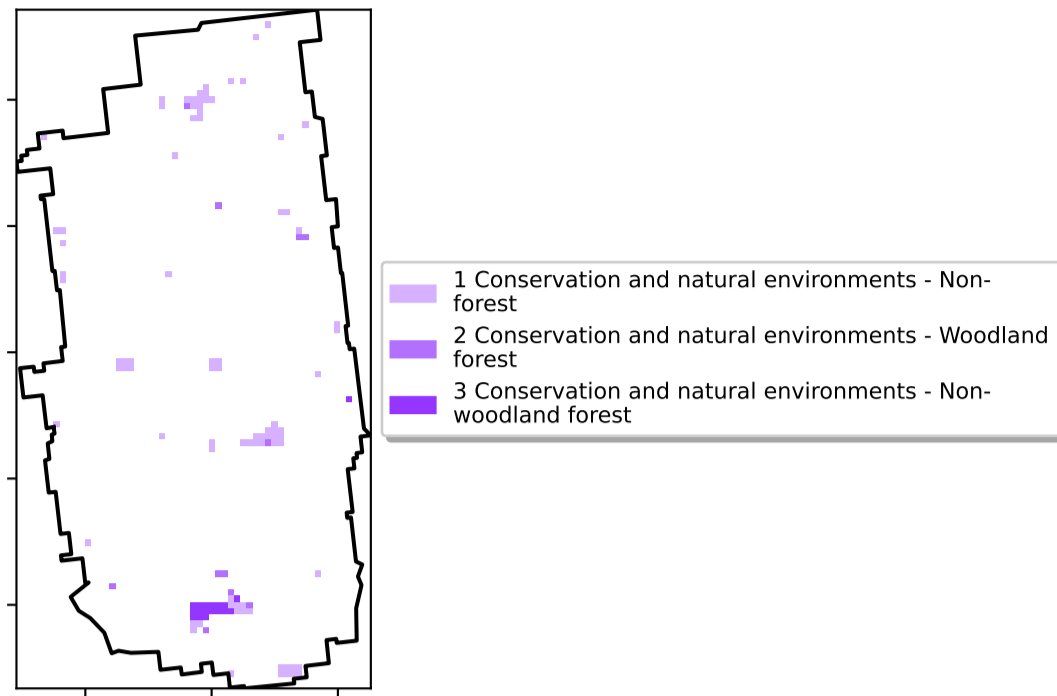 1 Conservation and natural environments - Non-
forest
2 Conservation and natural environments - Woodland
forest
3 Conservation and natural environments - Non-
woodland forest